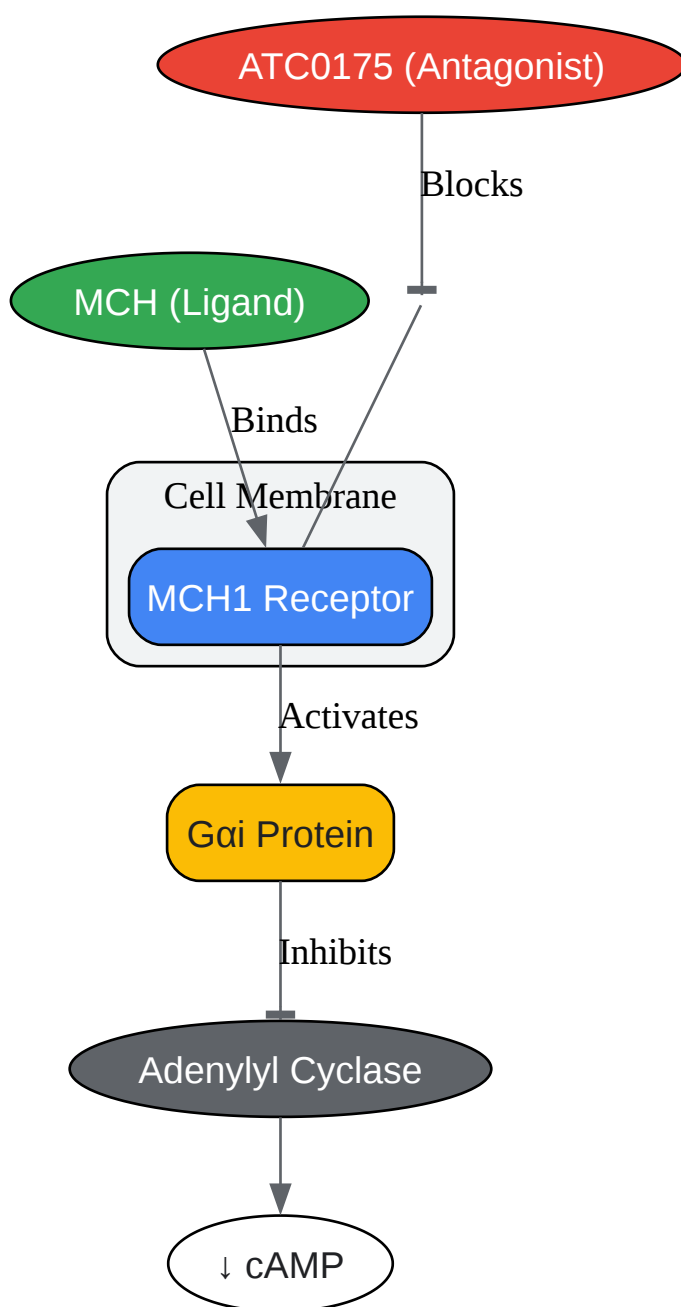 ATC0175 (Antagonist)
Blocks
MCH (Ligand)
Binds
Cell Membrane
MCH1 Receptor
Activates
Gαi Protein
Inhibits
Adenylyl Cyclase
↓ cAMP